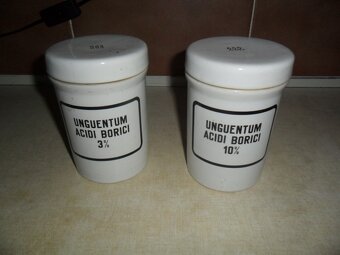 UNGUENTUM
ACIDI BORICI
3%
UNGUENTUM
ACIDI BORICI
10%